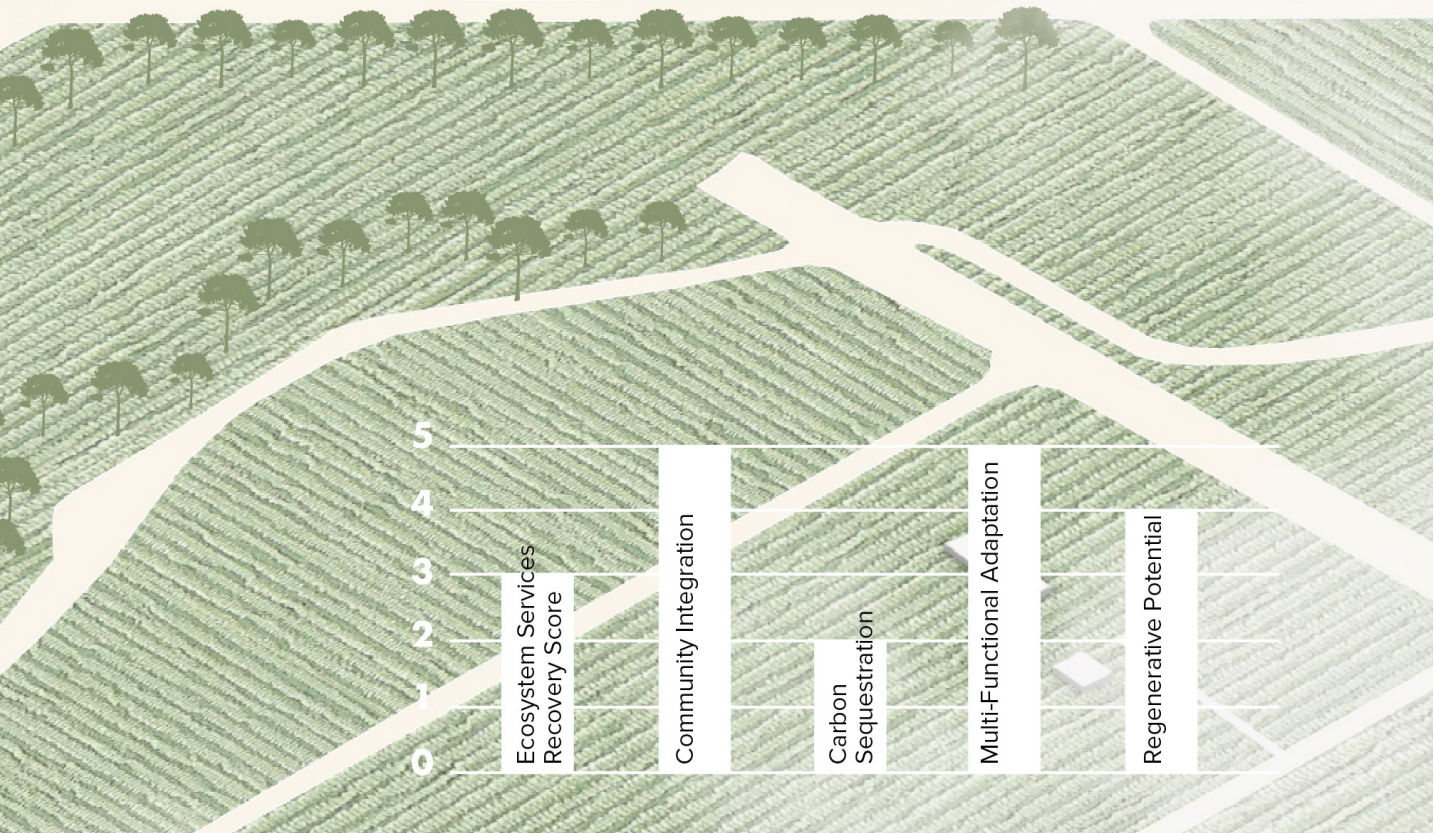 5
4
3
2
1
0
Ecosystem Services
Recovery Score
Community Integration
Carbon
Sequestration
Multi-Functional Adaptation
Regenerative Potential